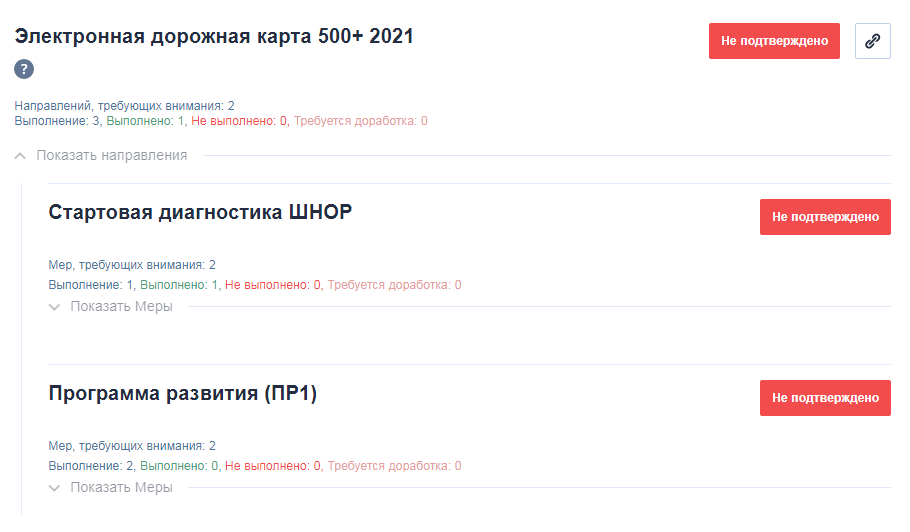 Электронная дорожная карта 500+ 2021
Не подтверждено
?
Направлений, требующих внимания: 2
Выполнение: 3, Выполнено: 1, Не выполнено: 0, Требуется доработка: 0
Показать направления
Стартовая диагностика ШНОР
Не подтверждено
Мер, требующих внимания: 2
Выполнение: 1, Выполнено: 1, Не выполнено: 0, Требуется доработка: 0
Показать Меры
Программа развития (ПР1)
Не подтверждено
Мер, требующих внимания: 2
Выполнение: 2, Выполнено: 0, Не выполнено: 0, Требуется доработка: 0
Показать Меры